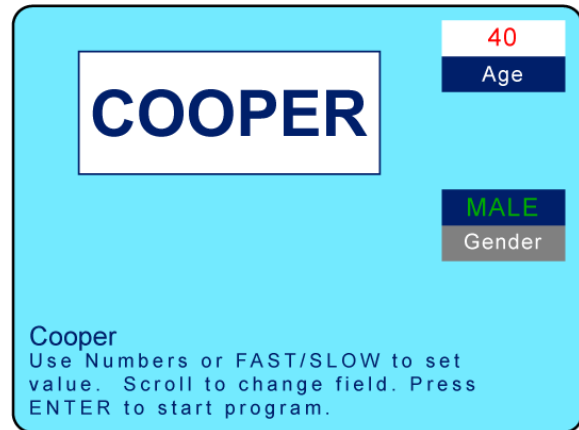 COOPER
40
Age
MALE
Gender
Cooper
Use Numbers or FAST/SLOW to set
value.  Scroll to change field. Press
ENTER to start program.